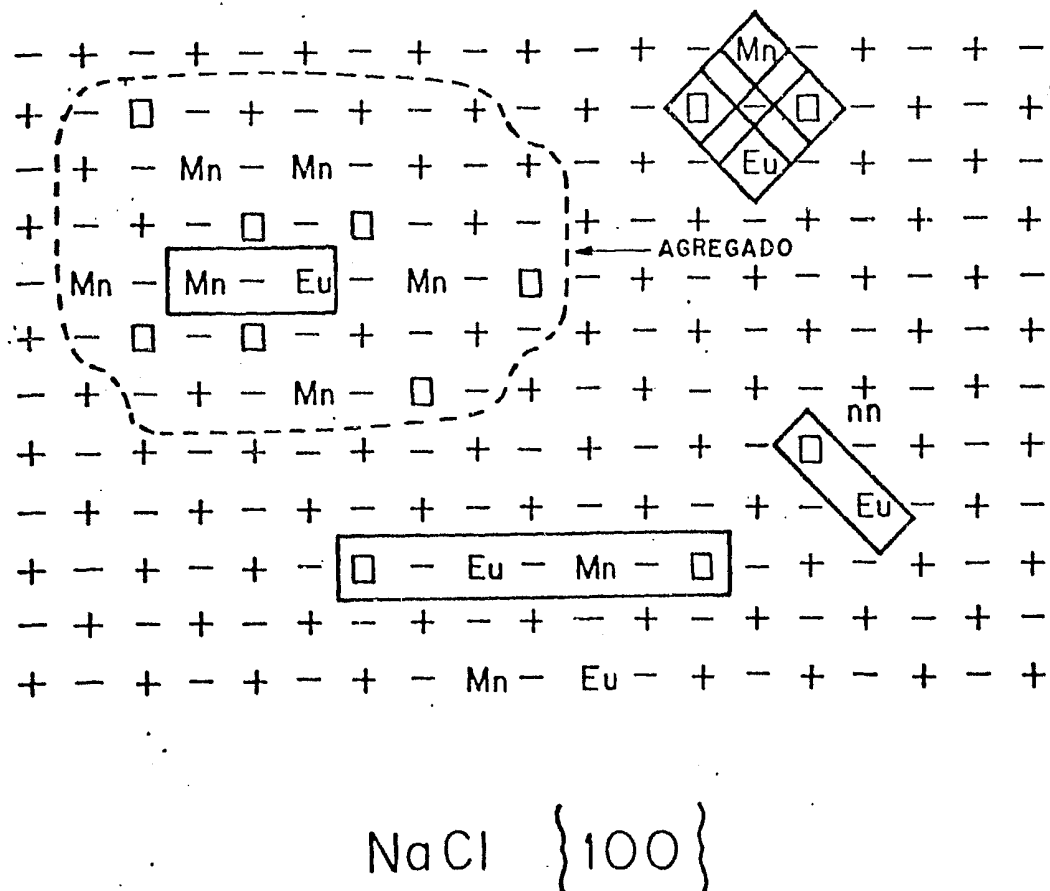 - + - + - + - + - + - + - Mn - + - + -
+ - □ - + - + - + - + - □ - □ - + - +
- + - Mn - Mn - + - + - + - Eu - + - + -
+ - + - □ - □ - + - + - + - + - + - +
AGREGADO
- Mn - Mn - Eu - Mn - □ - + - + - + - + -
+ - □ - □ - + - + - + - + - + - + - +
- + - + - Mn - □ - + - + - + - + - + -
nn
+ - + - + - + - + - + - + - □ - + - +
- + - + - + - + - + - + - + - Eu - + -
+ - + - + - □ - Eu - Mn - □ - + - + - +
- + - + - + - + - + - + - + - + - + -
+ - + - + - + - Mn - Eu - + - + - + - +
NaCl {100}